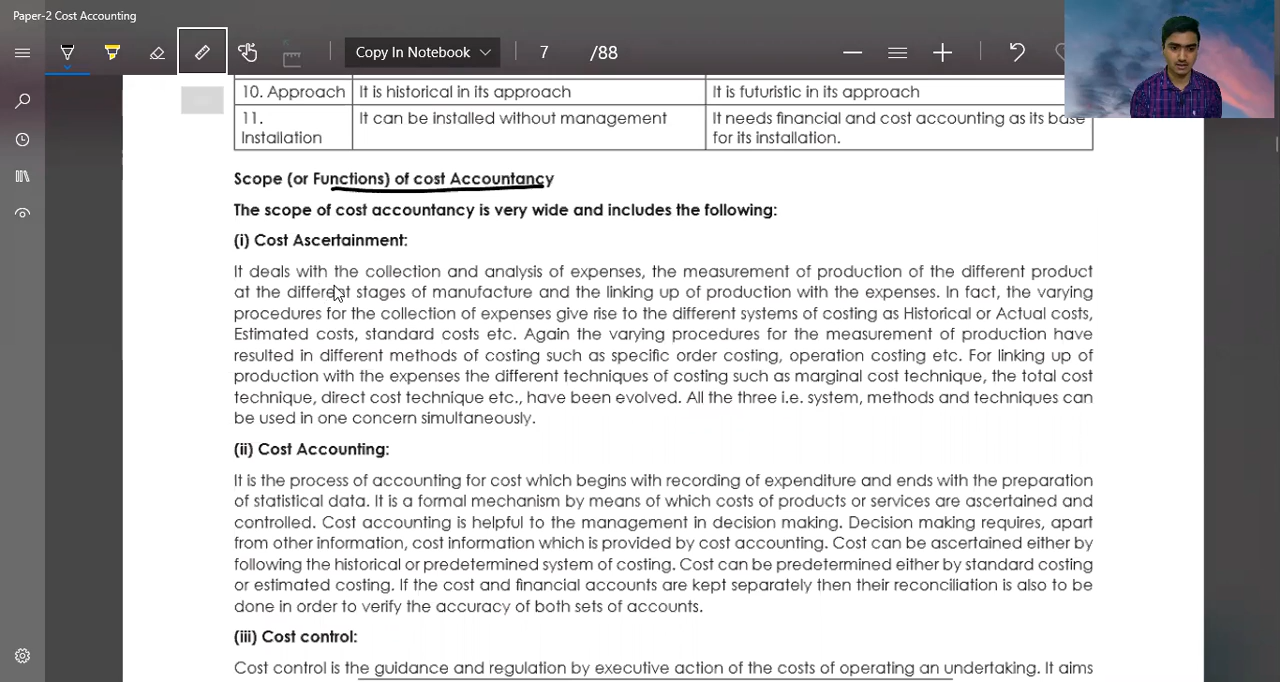 Paper-2 Cost Accounting
Copy In Notebook
7 /88
10. Approach It is historical in its approach It is futuristic in its approach
11. It can be installed without management It needs financial and cost accounting as its base
Installation for its installation.
Scope (or Functions) of cost Accountancy
The scope of cost accountancy is very wide and includes the following:
(i) Cost Ascertainment:
It deals with the collection and analysis of expenses, the measurement of production of the different product
at the different stages of manufacture and the linking up of production with the expenses. In fact, the varying
procedures for the collection of expenses give rise to the different systems of costing as Historical or Actual costs,
Estimated costs, standard costs etc. Again the varying procedures for the measurement of production have
resulted in different methods of costing such as specific order costing, operation costing etc. For linking up of
production with the expenses the different techniques of costing such as marginal cost technique, the total cost
technique, direct cost technique etc., have been evolved. All the three i.e. system, methods and techniques can
be used in one concern simultaneously.
(ii) Cost Accounting:
It is the process of accounting for cost which begins with recording of expenditure and ends with the preparation
of statistical data. It is a formal mechanism by means of which costs of products or services are ascertained and
controlled. Cost accounting is helpful to the management in decision making. Decision making requires, apart
from other information, cost information which is provided by cost accounting. Cost can be ascertained either by
following the historical or predetermined system of costing. Cost can be predetermined either by standard costing
or estimated costing. If the cost and financial accounts are kept separately then their reconciliation is also to be
done in order to verify the accuracy of both sets of accounts.
(iii) Cost control:
Cost control is the guidance and regulation by executive action of the costs of operating an undertaking. It aims